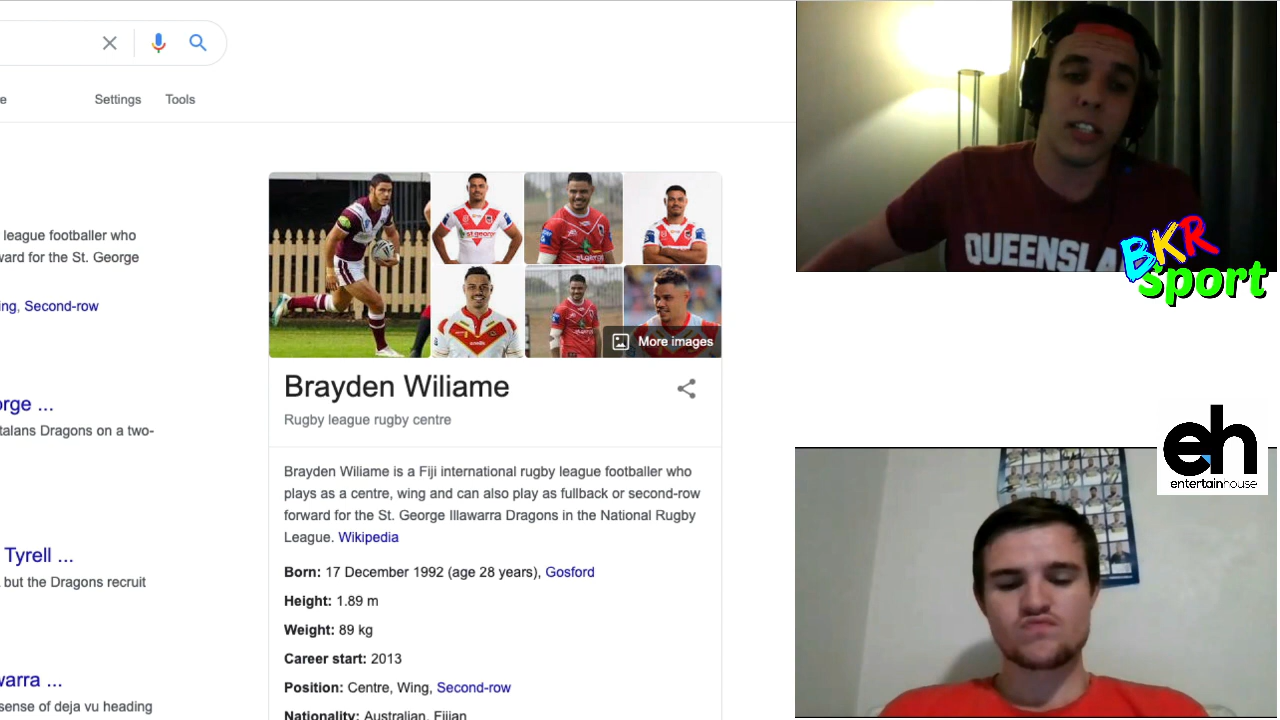 e
Settings
Tools
league footballer who
ward for the St. George
ng, Second-row
orge ...
talans Dragons on a two-
Tyrell ...
but the Dragons recruit
warra ...
sense of deja vu heading
More images
Brayden Wiliame
Rugby league rugby centre
Brayden Wiliame is a Fiji international rugby league footballer who
plays as a centre, wing and can also play as fullback or second-row
forward for the St. George Illawarra Dragons in the National Rugby
League. Wikipedia
Born: 17 December 1992 (age 28 years), Gosford
Height: 1.89 m
Weight: 89 kg
Career start: 2013
Position: Centre, Wing, Second-row
Nationality: Australian, Fijian
QUEENSLA
BKR
Sport
eh
entertainhouse